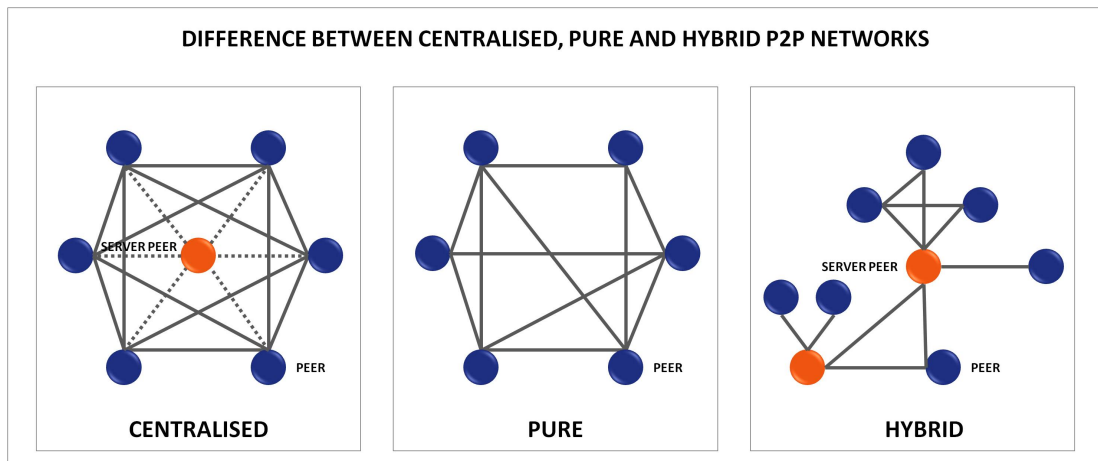 DIFFERENCE BETWEEN CENTRALISED, PURE AND HYBRID P2P NETWORKS
SERVER PEER
PEER
CENTRALISED
PEER
PURE
SERVER PEER
PEER
HYBRID